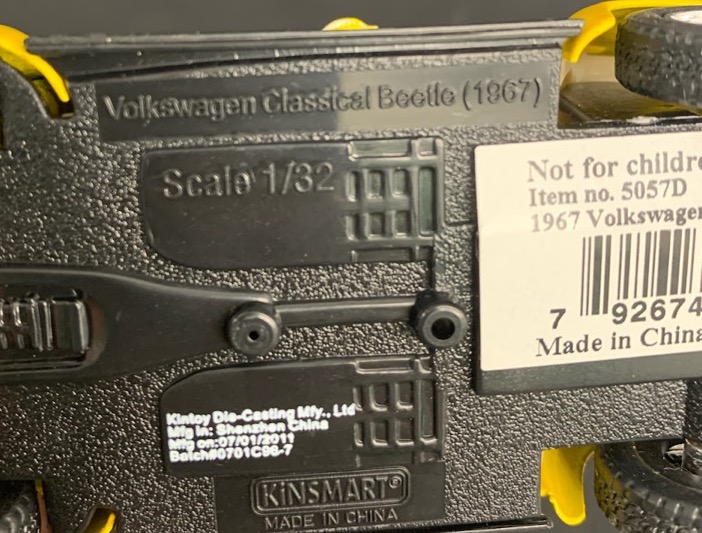 Volkswagen Classical Beetle (1967)
Scale 1/32
Not for childre
Item no. 5057D
1967 Volkswagen
7 92674
Made in China
Kintoy Die-Casting Mfy., Ltd
Mfg in: Shenzhen China
Mfg on:07/01/2011
Batch#0701C96-7
KiNSMART®
MADE IN CHINA